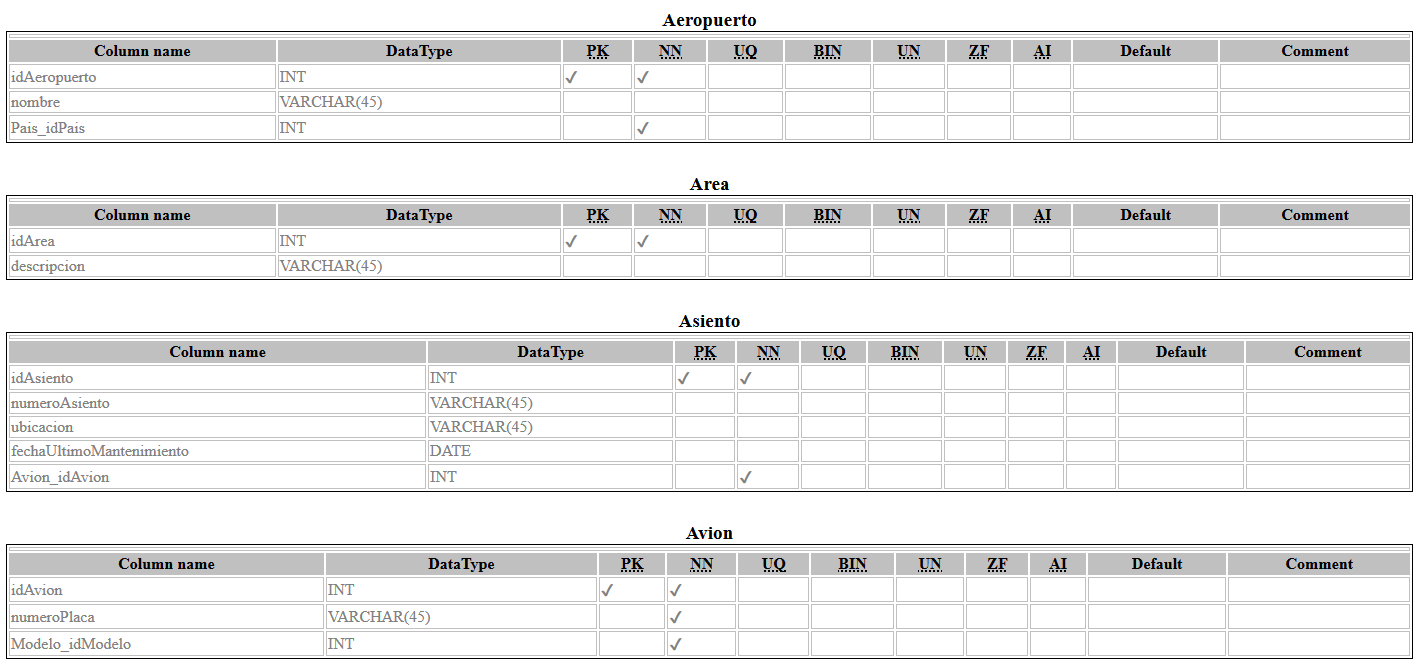 Aeropuerto
Column name DataType PK NN UQ BIN UN ZF AI Default Comment
idAeropuerto INT ✓ ✓
nombre VARCHAR(45)
Pais_idPais INT ✓
Area
Column name DataType PK NN UQ BIN UN ZF AI Default Comment
idArea INT ✓ ✓
descripcion VARCHAR(45)
Asiento
Column name DataType PK NN UQ BIN UN ZF AI Default Comment
idAsiento INT ✓ ✓
numeroAsiento VARCHAR(45)
ubicacion VARCHAR(45)
fechaUltimoMantenimiento DATE
Avion_idAvion INT ✓
Avion
Column name DataType PK NN UQ BIN UN ZF AI Default Comment
idAvion INT ✓ ✓
numeroPlaca VARCHAR(45) ✓
Modelo_idModelo INT ✓